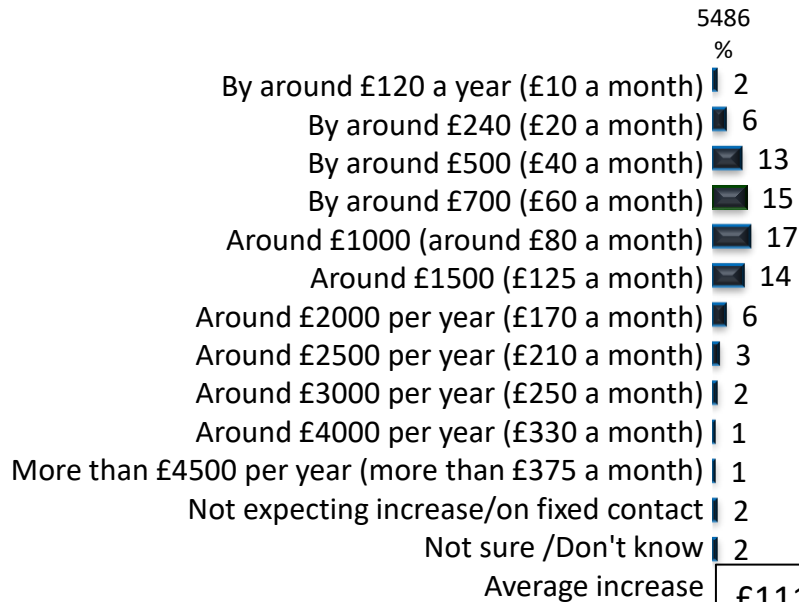 5486
%
By around £120 a year (£10 a month) 2
By around £240 (£20 a month) 6
By around £500 (£40 a month) 13
By around £700 (£60 a month) 15
Around £1000 (around £80 a month) 17
Around £1500 (£125 a month) 14
Around £2000 per year (£170 a month) 6
Around £2500 per year (£210 a month) 3
Around £3000 per year (£250 a month) 2
Around £4000 per year (£330 a month) 1
More than £4500 per year (more than £375 a month) 1
Not expecting increase/on fixed contact 2
Not sure /Don't know 2
Average increase